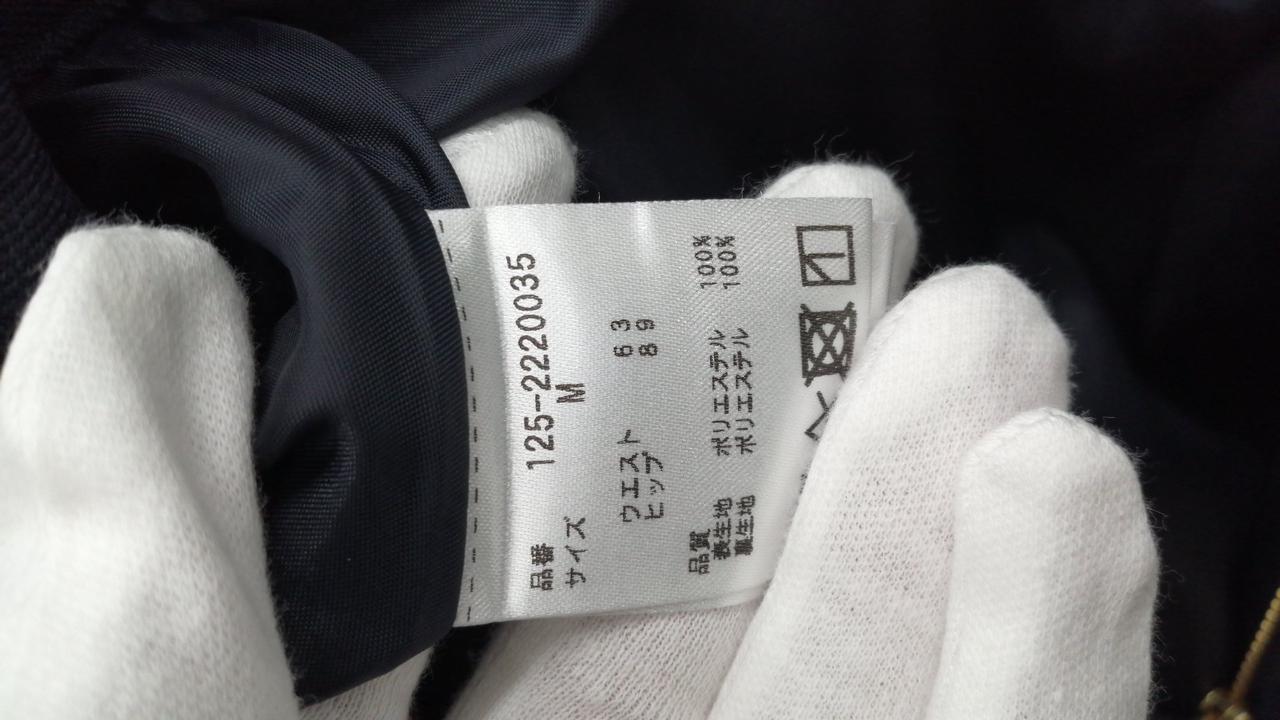 品番 125-2220035
サイズ M
ウエスト 63
ヒップ 89
品質
表生地 ポリエステル 100%
裏生地 ポリエステル 100%